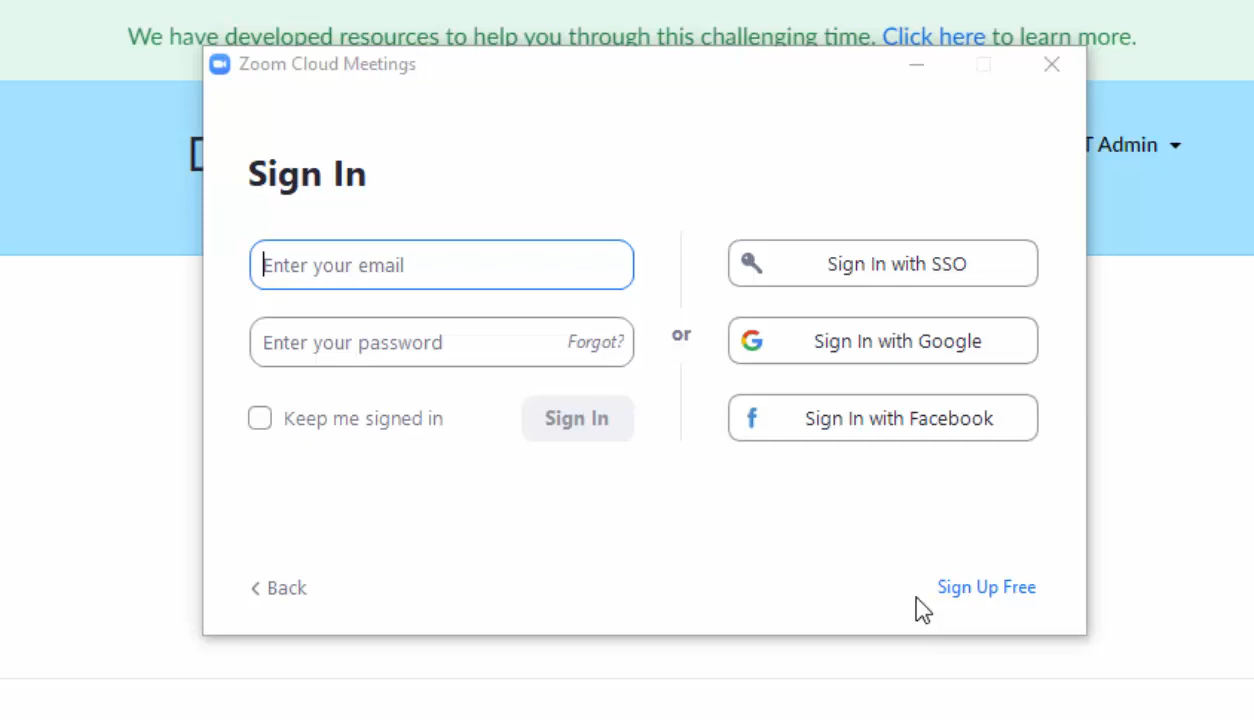 We have developed resources to help you through this challenging time. Click here to learn more.
Zoom Cloud Meetings
Admin
Sign In
Enter your email
Enter your password
Forgot?
Keep me signed in
Sign In
or
Sign In with SSO
Sign In with Google
Sign In with Facebook
Back
Sign Up Free